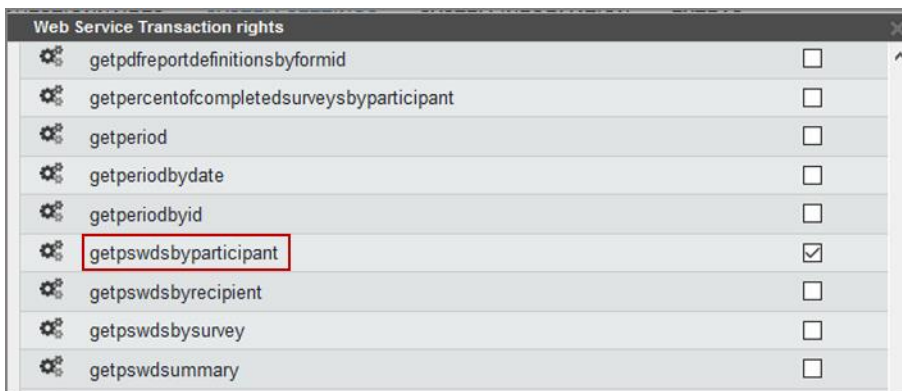 Web Service Transaction rights
getpdfreportdefinitionsbyformid
getpercentofcompletedsurveysbyparticipant
getperiod
getperiodbydate
getperiodbyid
getpswdsbyparticipant
getpswdsbyrecipient
getpswdsbysurvey
getpswdsummary